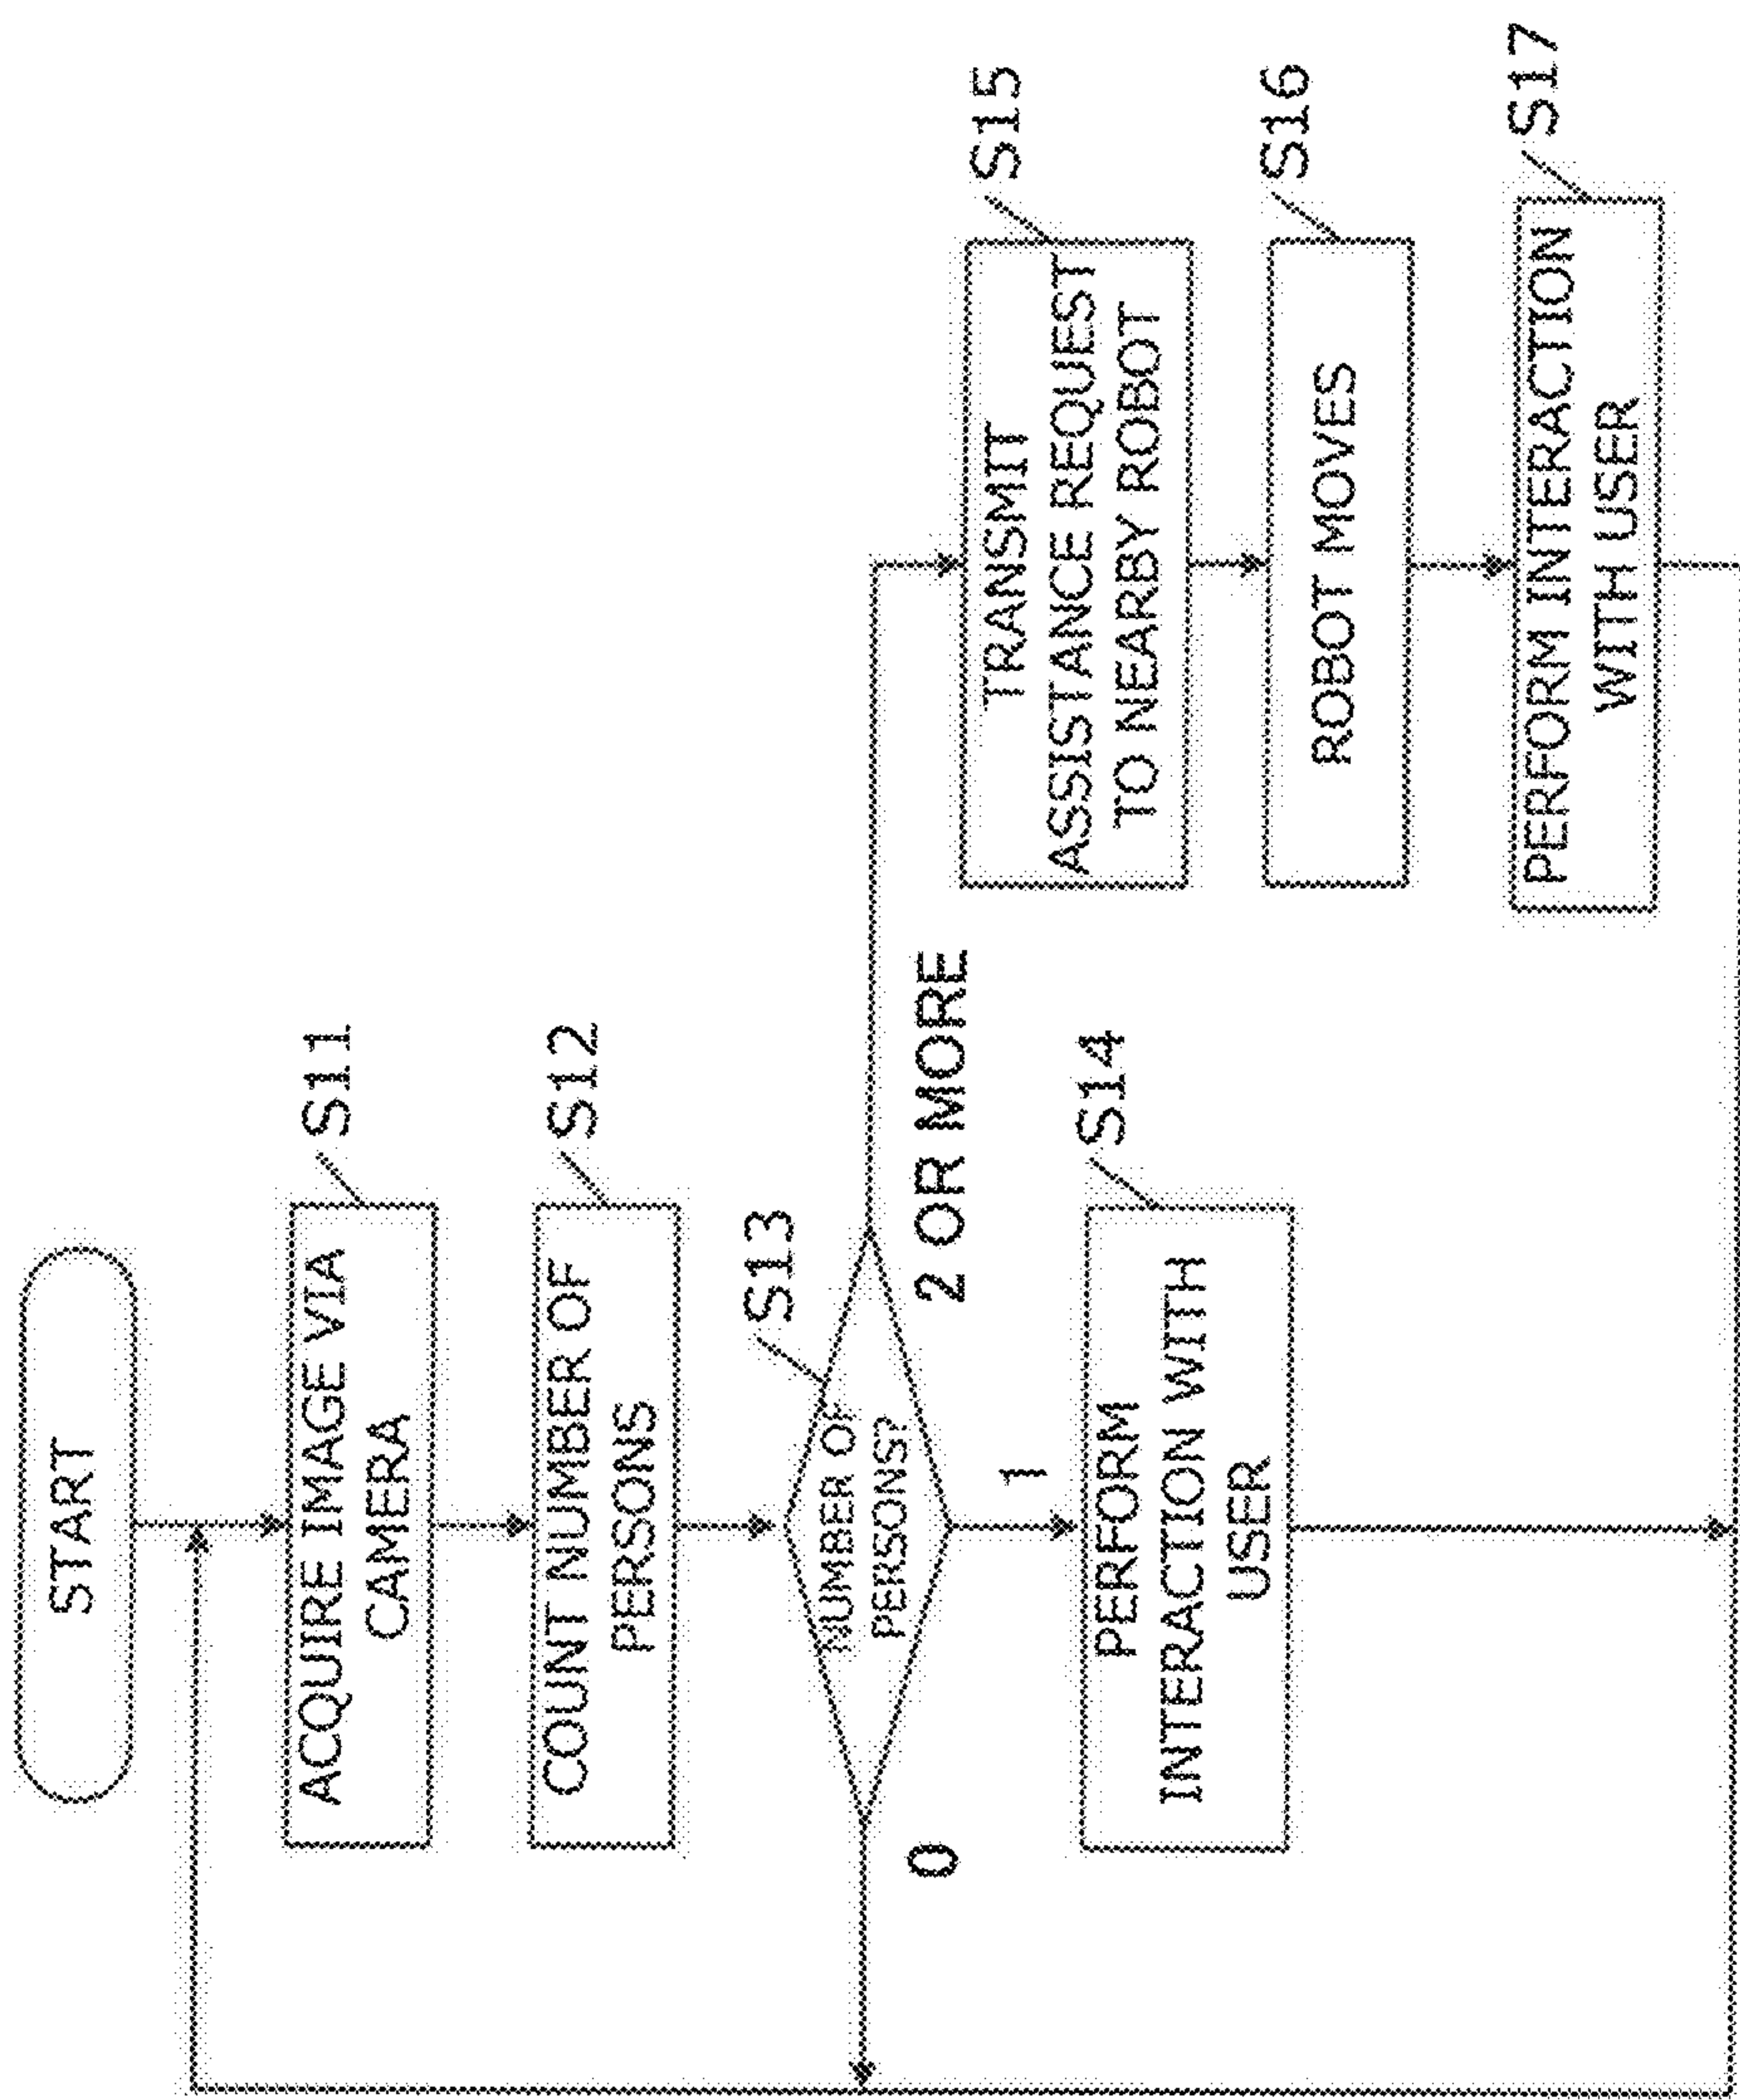 START
ACQUIRE IMAGE VIA
CAMERA
S11
COUNT NUMBER OF
PERSONS
S12
NUMBER OF
PERSONS?
S13
0
1
2 OR MORE
PERFORM
INTERACTION WITH
USER
S14
TRANSMIT
ASSISTANCE REQUEST
TO NEARBY ROBOT
S15
ROBOT MOVES
S16
PERFORM INTERACTION
WITH USER
S17